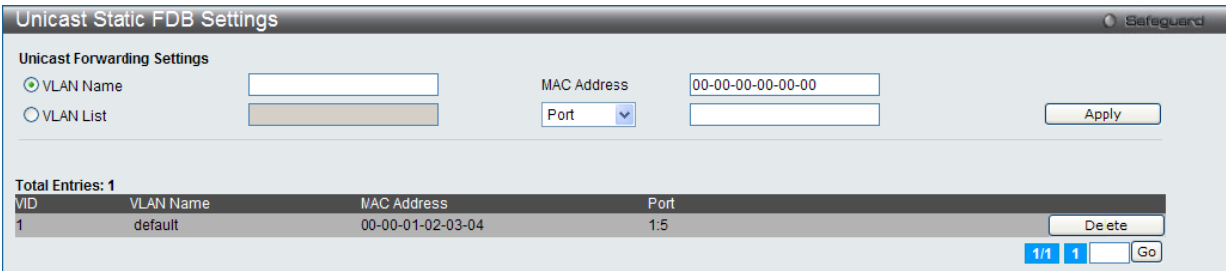 Unicast Static FDB Settings Safeguard
Unicast Forwarding Settings
VLAN Name MAC Address 00-00-00-00-00-00
VLAN List Port Apply
Total Entries: 1
VID VLAN Name MAC Address Port
1 default 00-00-01-02-03-04 1:5 Delete
1/1 1 Go